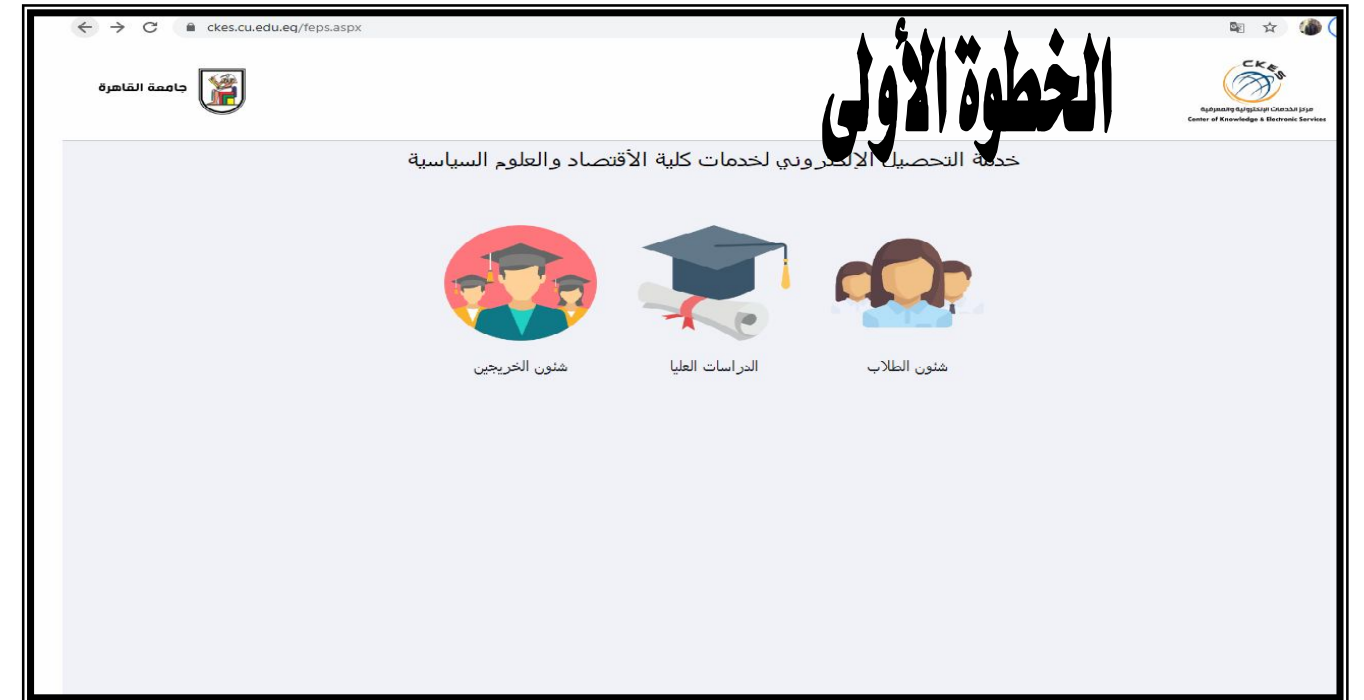 ckes.cu.edu.eg/feps.aspx
الخطوة الأولى
CKES
مركز الخدمات الإلكترونية والمعرفية
Center of Knowledge & Electronic Services
جامعة القاهرة
خدمة التحصيل الإلكتروني لخدمات كلية الأقتصاد والعلوم السياسية
شئون الطلاب
الدراسات العليا
شئون الخريجين